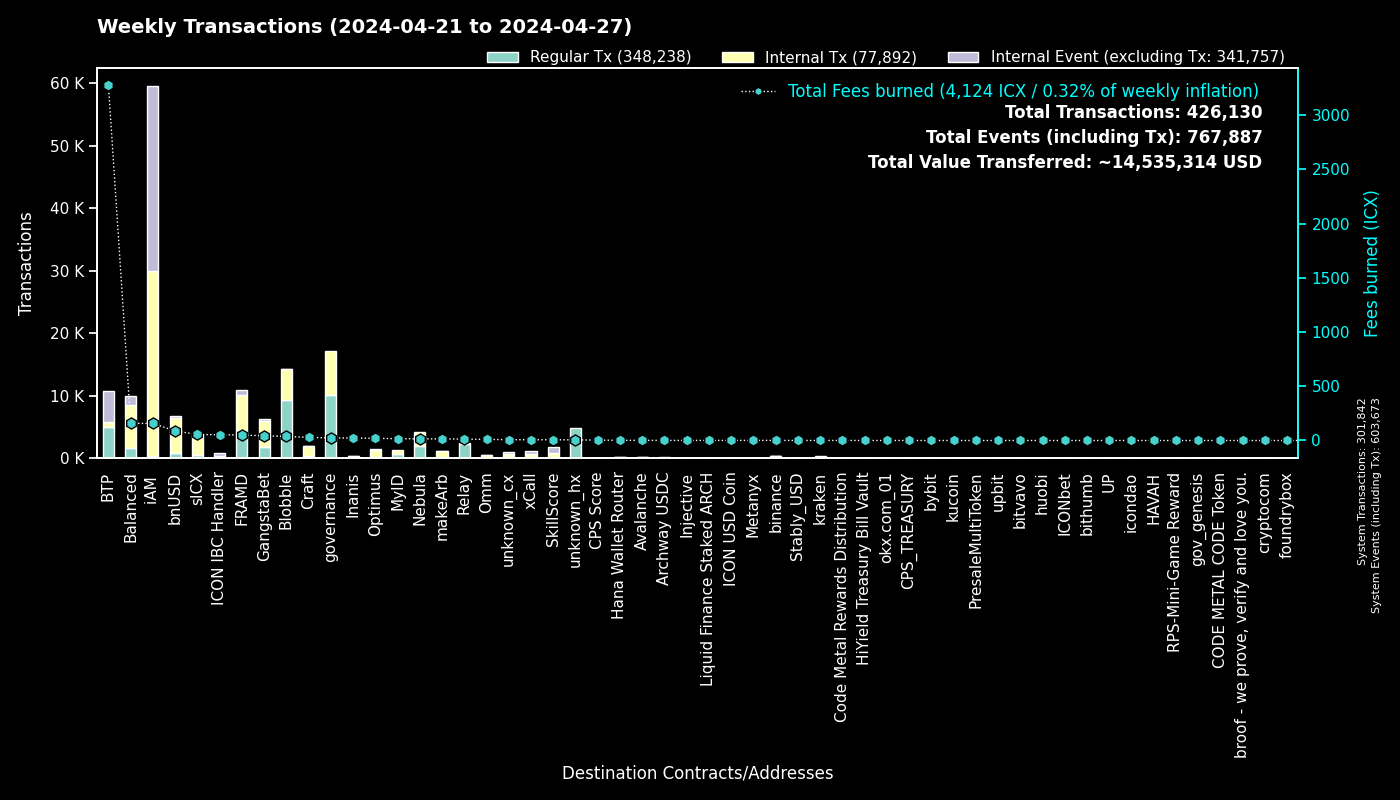 Weekly Transactions (2024-04-21 to 2024-04-27)
Regular Tx (348,238)
Internal Tx (77,892)
Internal Event (excluding Tx: 341,757)
Total Fees burned (4,124 ICX / 0.32% of weekly inflation)
Total Transactions: 426,130
Total Events (including Tx): 767,887
Total Value Transferred: ~14,535,314 USD
Transactions
60 K
50 K
40 K
30 K
20 K
10 K
0 K
3000
2500
2000
1500
1000
500
0
Fees burned (ICX)
System Transactions: 301,842
System Events (including Tx): 603,673
BTP
Balanced
iAM
bnUSD
sICX
ICON IBC Handler
FRAMD
GangstaBet
Blobble
Craft
governance
Inanis
Optimus
MyID
Nebula
makeArb
Relay
Omm
unknown_cx
xCall
SkillScore
unknown_hx
CPS Score
Hana Wallet Router
Avalanche
Archway USDC
Injective
Liquid Finance Staked ARCH
ICON USD Coin
Metanyx
binance
Stably_USD
kraken
Code Metal Rewards Distribution
HiYield Treasury Bill Vault
okx.com_01
CPS_TREASURY
bybit
kucoin
PresaleMultiToken
upbit
bitvavo
huobi
ICONbet
bithumb
UP
icondao
HAVAH
RPS-Mini-Game Reward
gov_genesis
CODE METAL CODE Token
broof - we prove, verify and love you.
cryptocom
foundrybox
Destination Contracts/Addresses